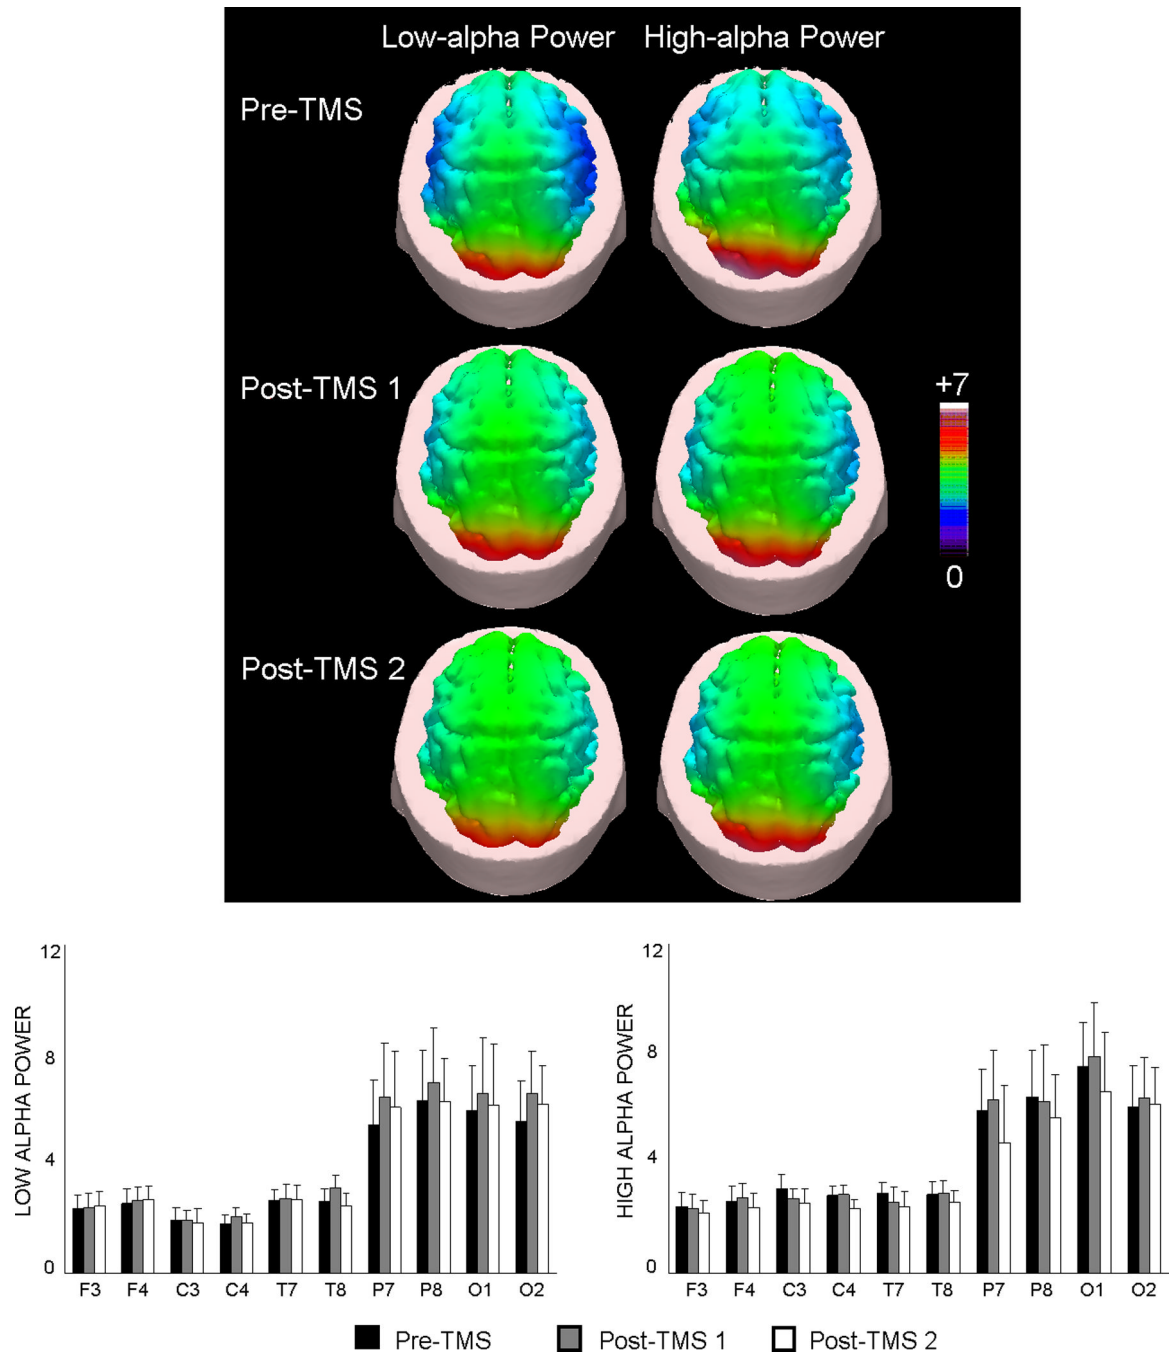 Low-alpha Power High-alpha Power
Pre-TMS
Post-TMS 1
+7
0
Post-TMS 2
LOW ALPHA POWER
12
8
4
0
F3 F4 C3 C4 T7 T8 P7 P8 O1 O2
HIGH ALPHA POWER
12
8
4
0
F3 F4 C3 C4 T7 T8 P7 P8 O1 O2
Pre-TMS Post-TMS 1 Post-TMS 2